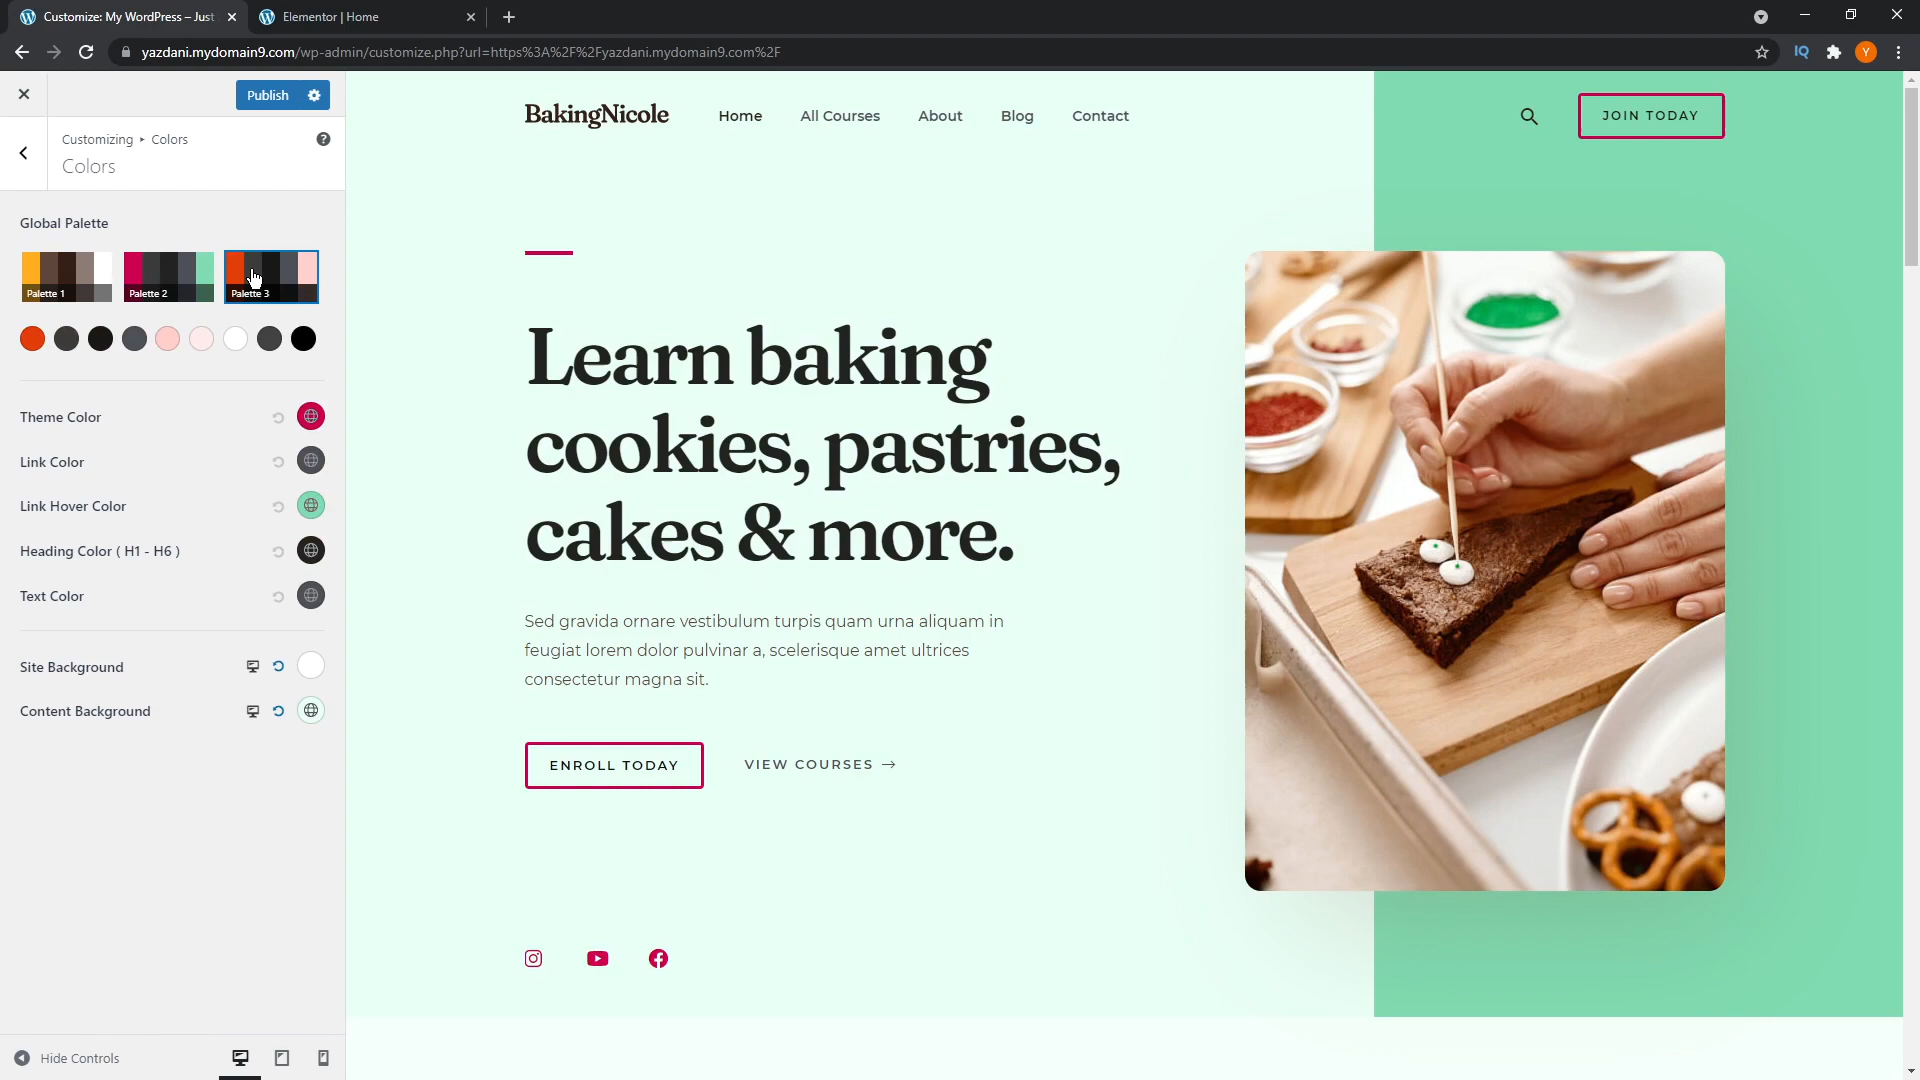 Customize: My WordPress – Just
Elementor | Home
yazdani.mydomain9.com/wp-admin/customize.php?url=https%3A%2F%2Fyazdani.mydomain9.com%2F
IQ
Y
Publish
Customizing ▸ Colors
Colors
Global Palette
Palette 1
Palette 2
Palette 3
Theme Color
Link Color
Link Hover Color
Heading Color ( H1 - H6 )
Text Color
Site Background
Content Background
Hide Controls
BakingNicole
Home
All Courses
About
Blog
Contact
JOIN TODAY
Learn baking
cookies, pastries,
cakes & more.
Sed gravida ornare vestibulum turpis quam urna aliquam in
feugiat lorem dolor pulvinar a, scelerisque amet ultrices
consectetur magna sit.
ENROLL TODAY
VIEW COURSES →